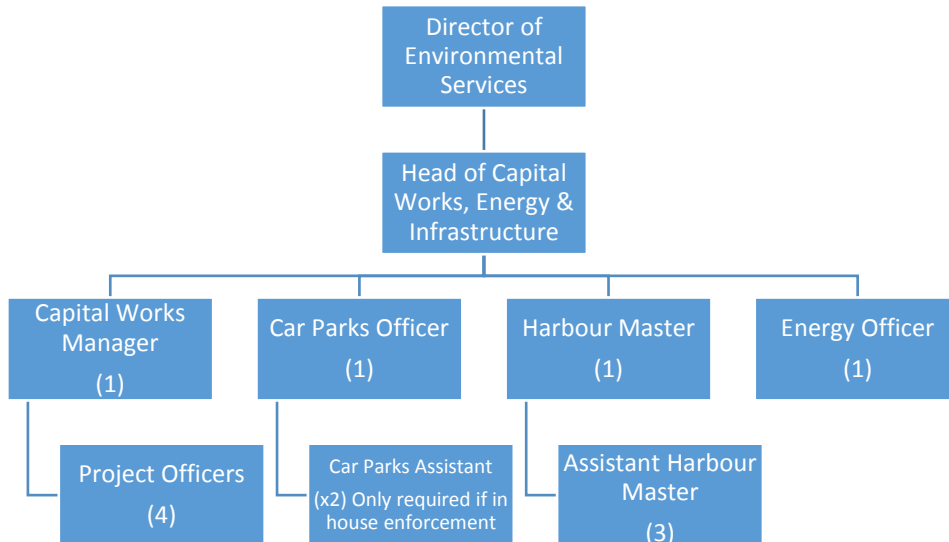 Director of
Environmental
Services
Head of Capital
Works, Energy &
Infrastructure
Capital Works
Manager
(1)
Car Parks Officer
(1)
Harbour Master
(1)
Energy Officer
(1)
Project Officers
(4)
Car Parks Assistant
(x2) Only required if in
house enforcement
Assistant Harbour
Master
(3)